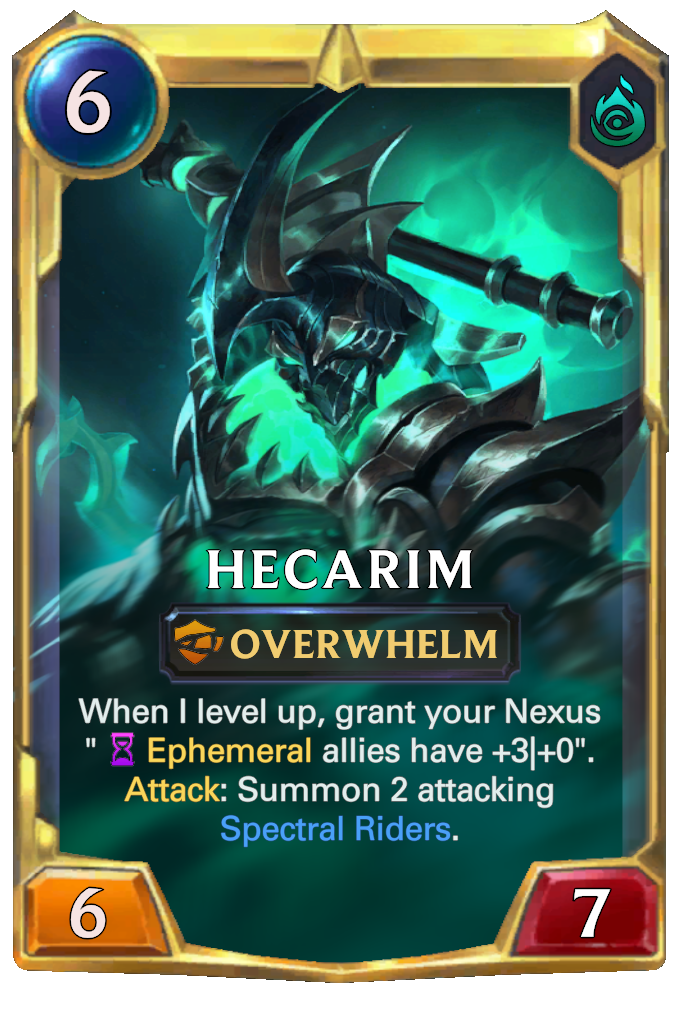 6
HECARIM
OVERWHELM
When I level up, grant your Nexus
" Ephemeral allies have +3|+0".
Attack: Summon 2 attacking
Spectral Riders.
6
7